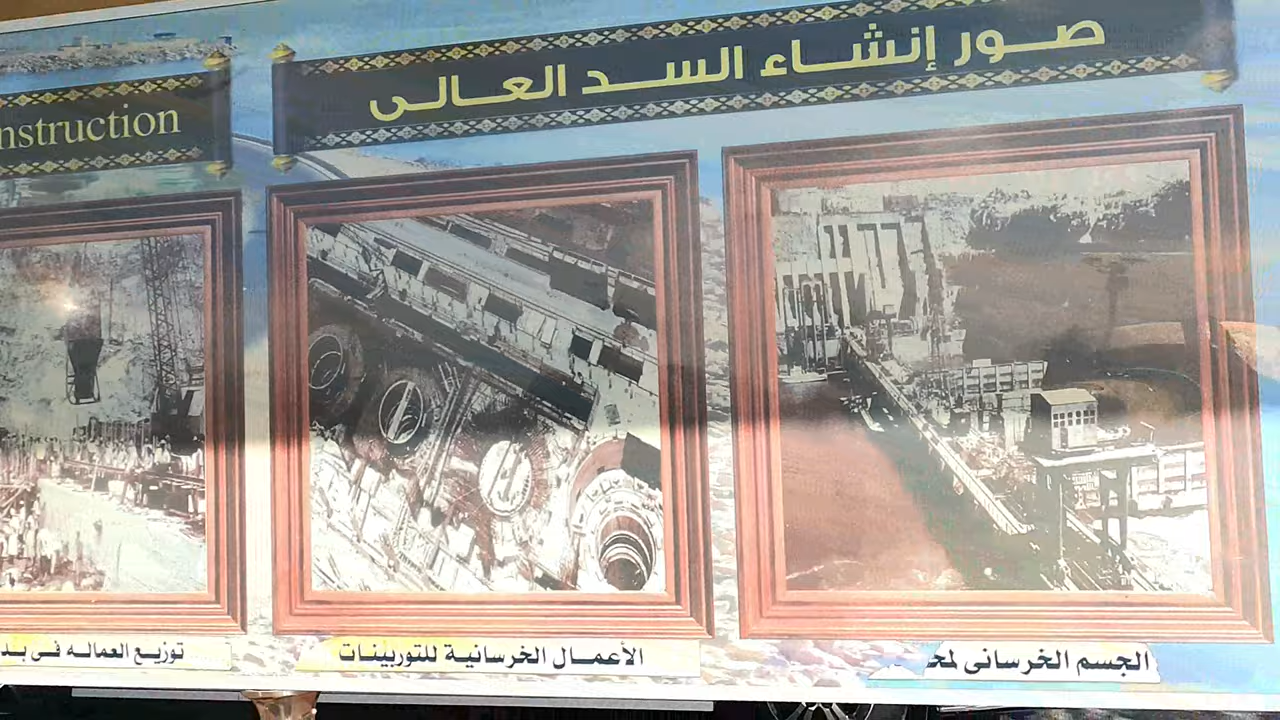 صور إنشاء السد العالى
nstruction
الجسم الخرسانى
الأعمال الخرسانية للتوربينات
توزيع العماله فى